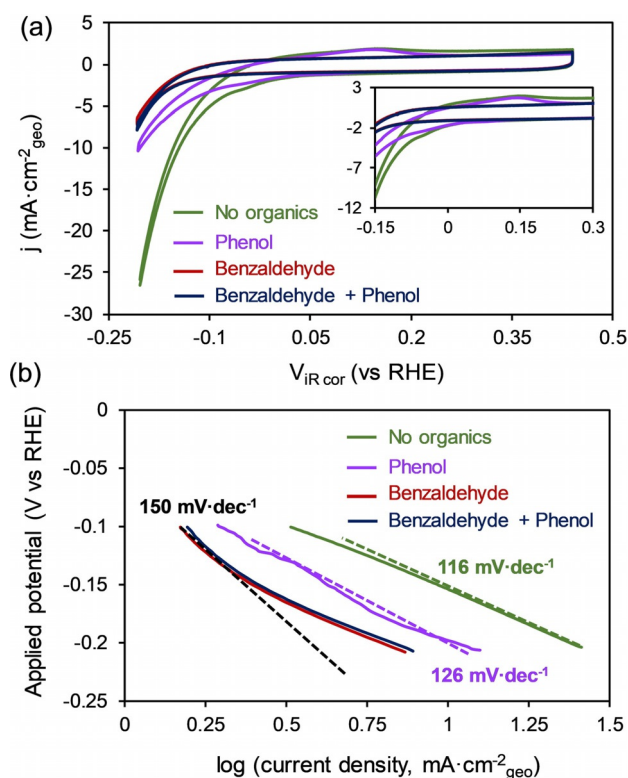 (a)
5
0
-5
-10
-15
-20
-25
-30
j (mA·cm⁻²geo)
3
-2
-7
-12
-0.15 0 0.15 0.3
No organics
Phenol
Benzaldehyde
Benzaldehyde + Phenol
-0.25 -0.1 0.05 0.2 0.35 0.5
V iR cor (vs RHE)
(b)
0
-0.05
-0.1
-0.15
-0.2
-0.25
Applied potential (V vs RHE)
No organics
Phenol
Benzaldehyde
Benzaldehyde + Phenol
150 mV·dec⁻¹
116 mV·dec⁻¹
126 mV·dec⁻¹
0 0.25 0.5 0.75 1 1.25 1.5
log (current density, mA·cm⁻²geo)